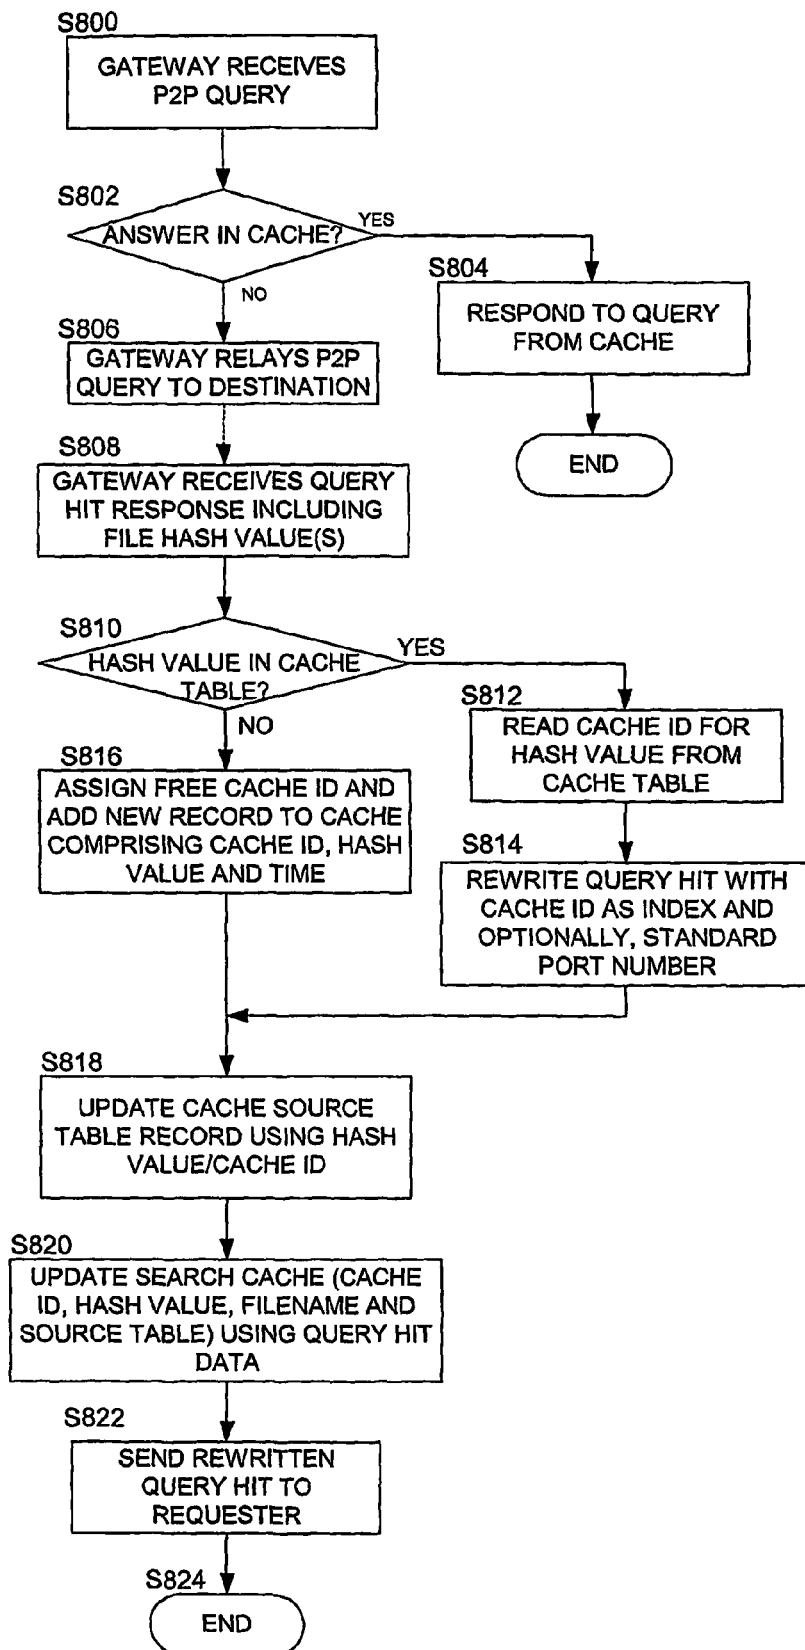 S800
GATEWAY RECEIVES
P2P QUERY
S802
ANSWER IN CACHE?
YES
NO
S804
RESPOND TO QUERY
FROM CACHE
END
S806
GATEWAY RELAYS P2P
QUERY TO DESTINATION
S808
GATEWAY RECEIVES QUERY
HIT RESPONSE INCLUDING
FILE HASH VALUE(S)
S810
HASH VALUE IN CACHE
TABLE?
YES
NO
S812
READ CACHE ID FOR
HASH VALUE FROM
CACHE TABLE
S814
REWRITE QUERY HIT WITH
CACHE ID AS INDEX AND
OPTIONALLY, STANDARD
PORT NUMBER
S816
ASSIGN FREE CACHE ID AND
ADD NEW RECORD TO CACHE
COMPRISING CACHE ID, HASH
VALUE AND TIME
S818
UPDATE CACHE SOURCE
TABLE RECORD USING HASH
VALUE/CACHE ID
S820
UPDATE SEARCH CACHE (CACHE
ID, HASH VALUE, FILENAME AND
SOURCE TABLE) USING QUERY HIT
DATA
S822
SEND REWRITTEN
QUERY HIT TO
REQUESTER
S824
END